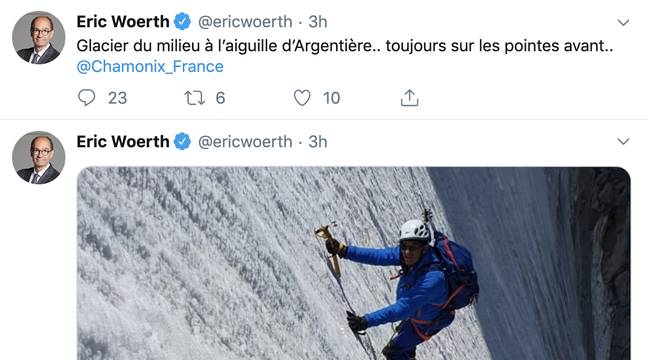 Eric Woerth @ericwoerth · 3h
Glacier du milieu à l'aiguille d'Argentière.. toujours sur les pointes avant..
@Chamonix_France
23 6 10
Eric Woerth @ericwoerth · 3h